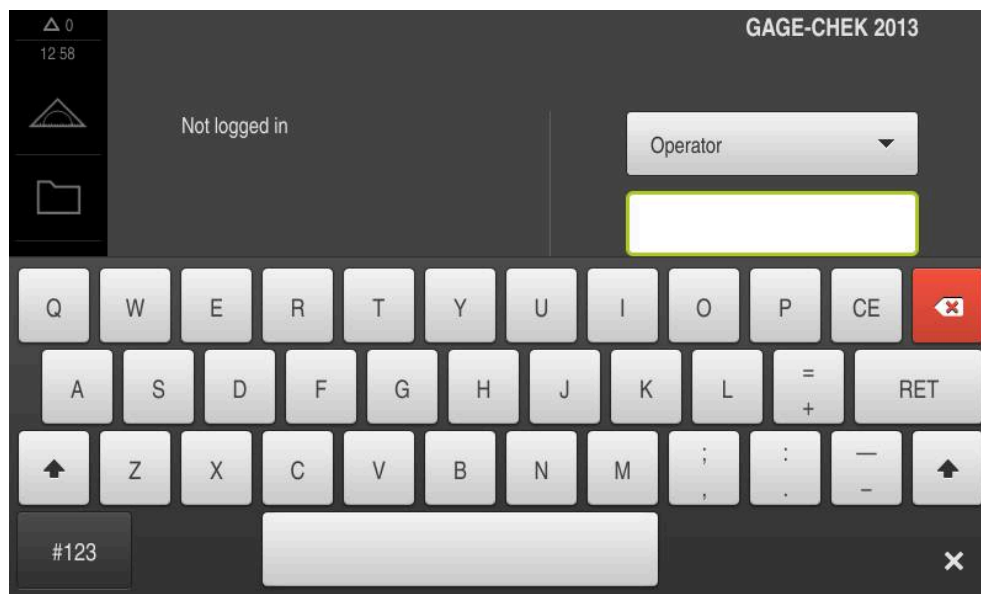 0
GAGE-CHEK 2013
12 58
Not logged in
Operator
Q W E R T Y U I O P CE
A S D F G H J K L = + RET
Z X C V B N M ; , : . — –
#123